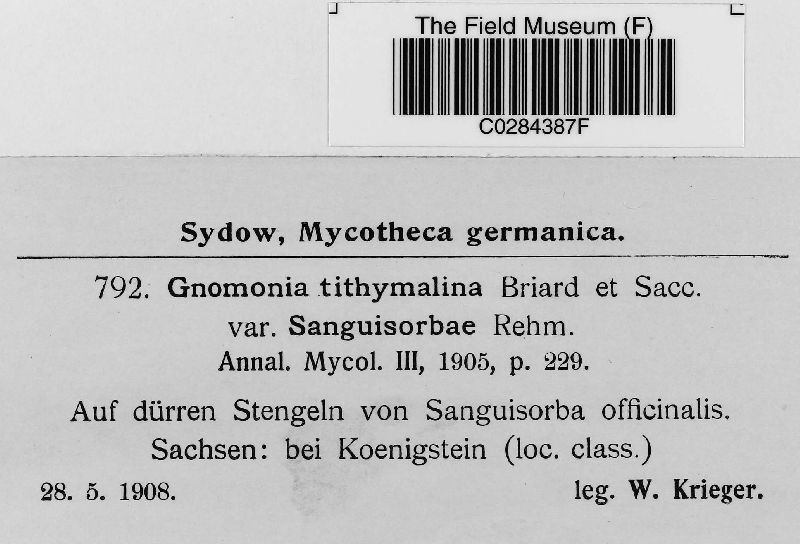 The Field Museum (F)
C0284387F
Sydow, Mycotheca germanica.
792. Gnomonia tithymalina Briard et Sacc.
var. Sanguisorbae Rehm.
Annal. Mycol. III, 1905, p. 229.
Auf dürren Stengeln von Sanguisorba officinalis.
Sachsen: bei Koenigstein (loc. class.)
28. 5. 1908. leg. W. Krieger.